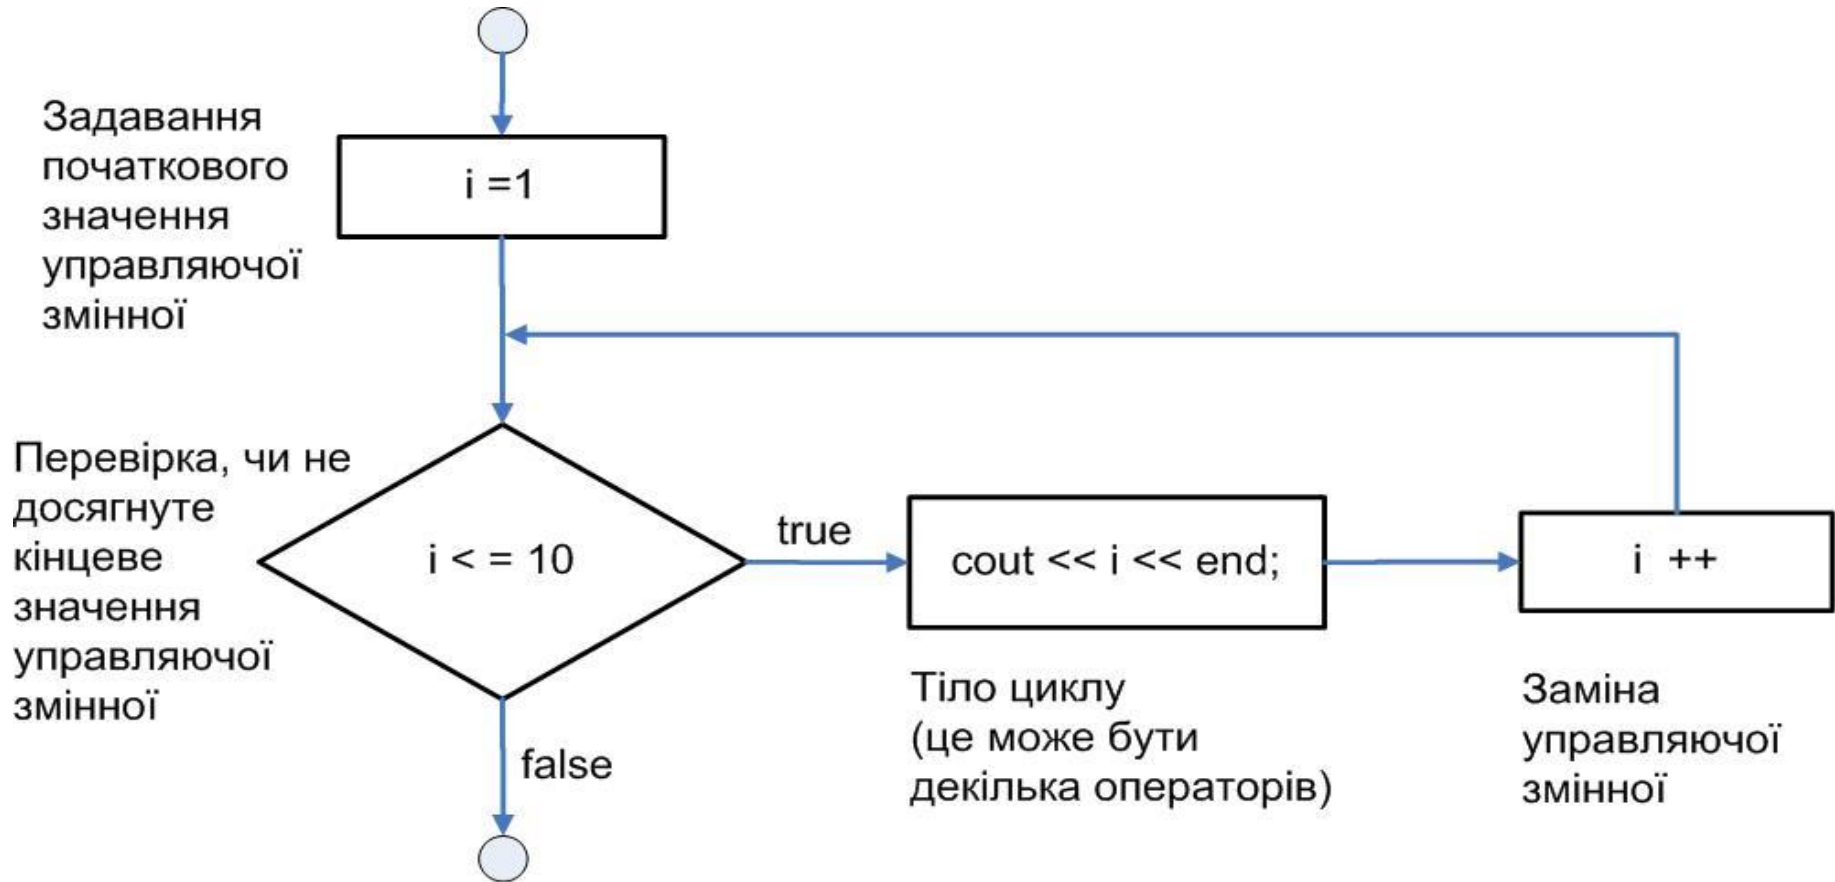 Задавання
початкового
значення
управляючої
змінної
i =1
Перевірка, чи не
досягнуте
кінцеве
значення
управляючої
змінної
i < = 10
true
cout << i << end;
i ++
Тіло циклу
(це може бути
декілька операторів)
Заміна
управляючої
змінної
false